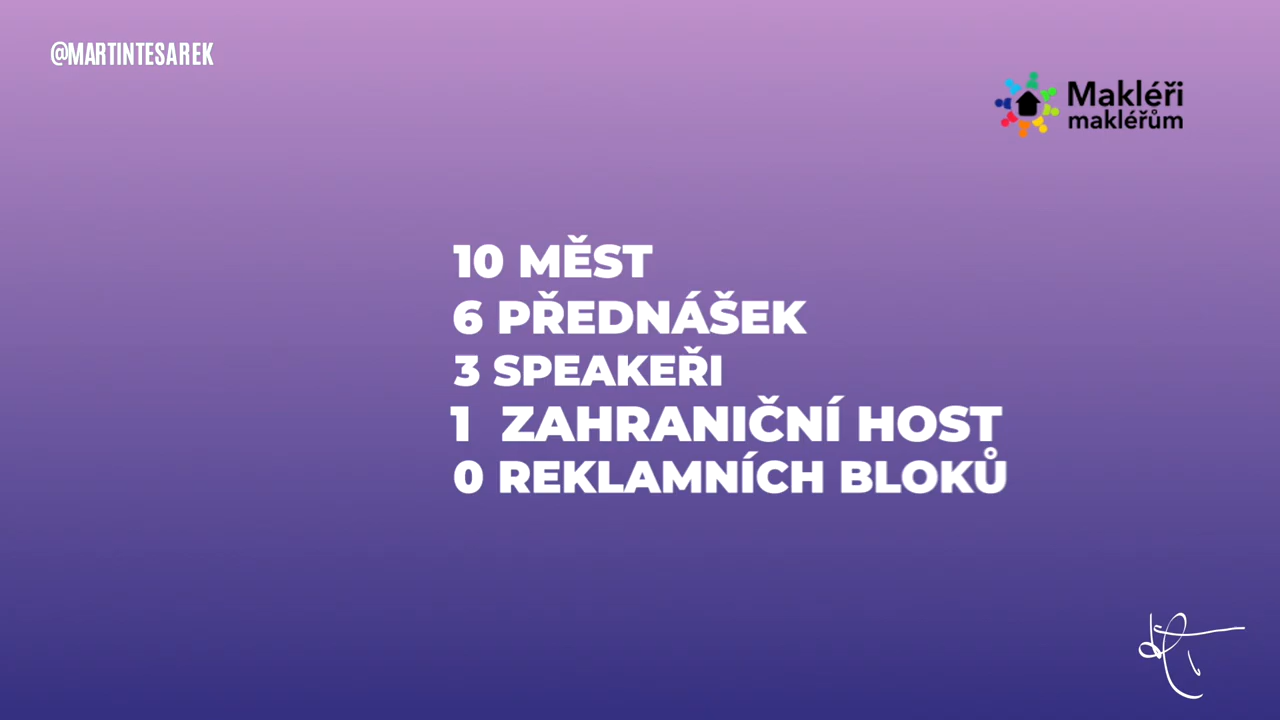 @MARTINTESAREK
Makléři
makléřům
10 MĚST
6 PŘEDNÁŠEK
3 SPEAKEŘI
1 ZAHRANIČNÍ HOST
0 REKLAMNÍCH BLOKŮ